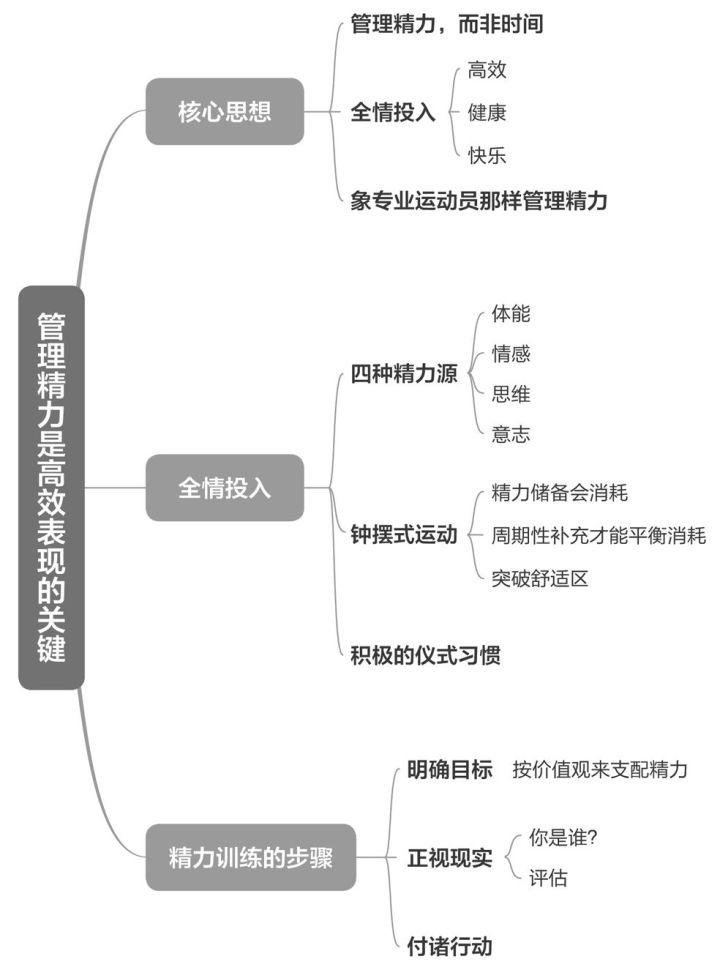 管理精力是高效表现的关键
核心思想
管理精力，而非时间
全情投入
高效
健康
快乐
象专业运动员那样管理精力
全情投入
四种精力源
体能
情感
思维
意志
钟摆式运动
精力储备会消耗
周期性补充才能平衡消耗
突破舒适区
积极的仪式习惯
精力训练的步骤
明确目标
按价值观来支配精力
正视现实
你是谁?
评估
付诸行动